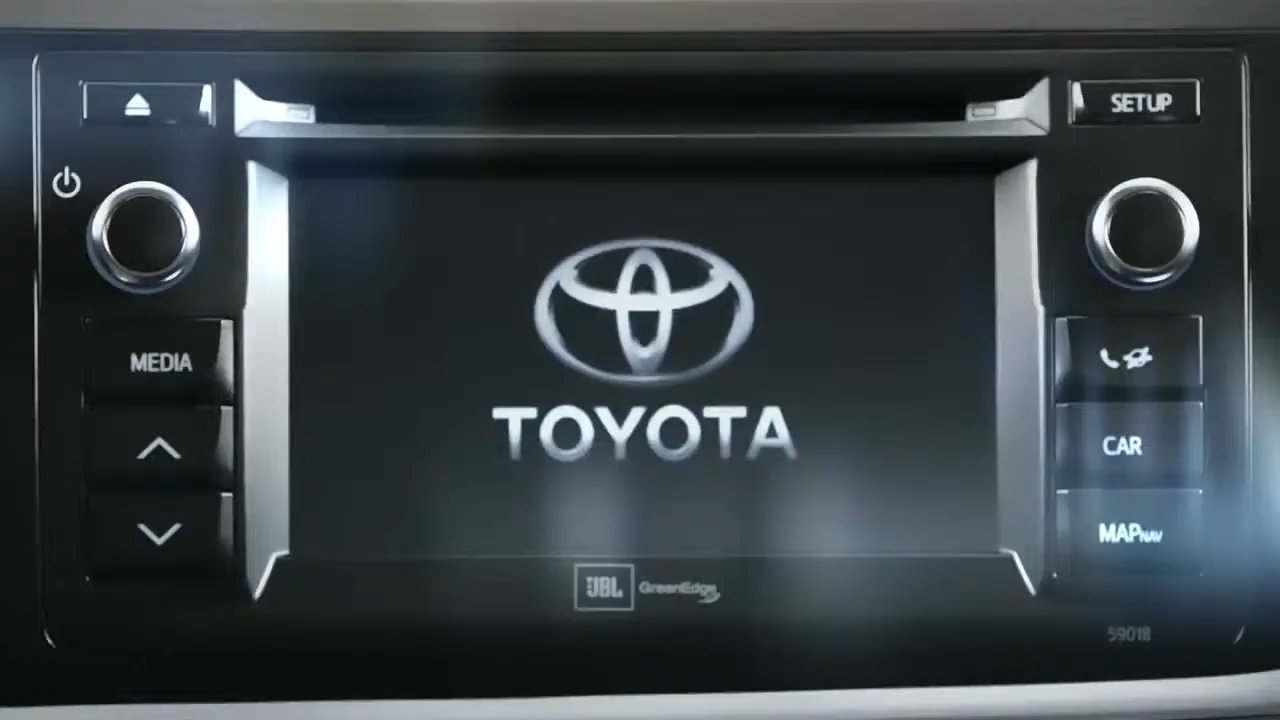 SETUP
MEDIA
TOYOTA
CAR
MAPNAV
JBL GreenEdge
59018